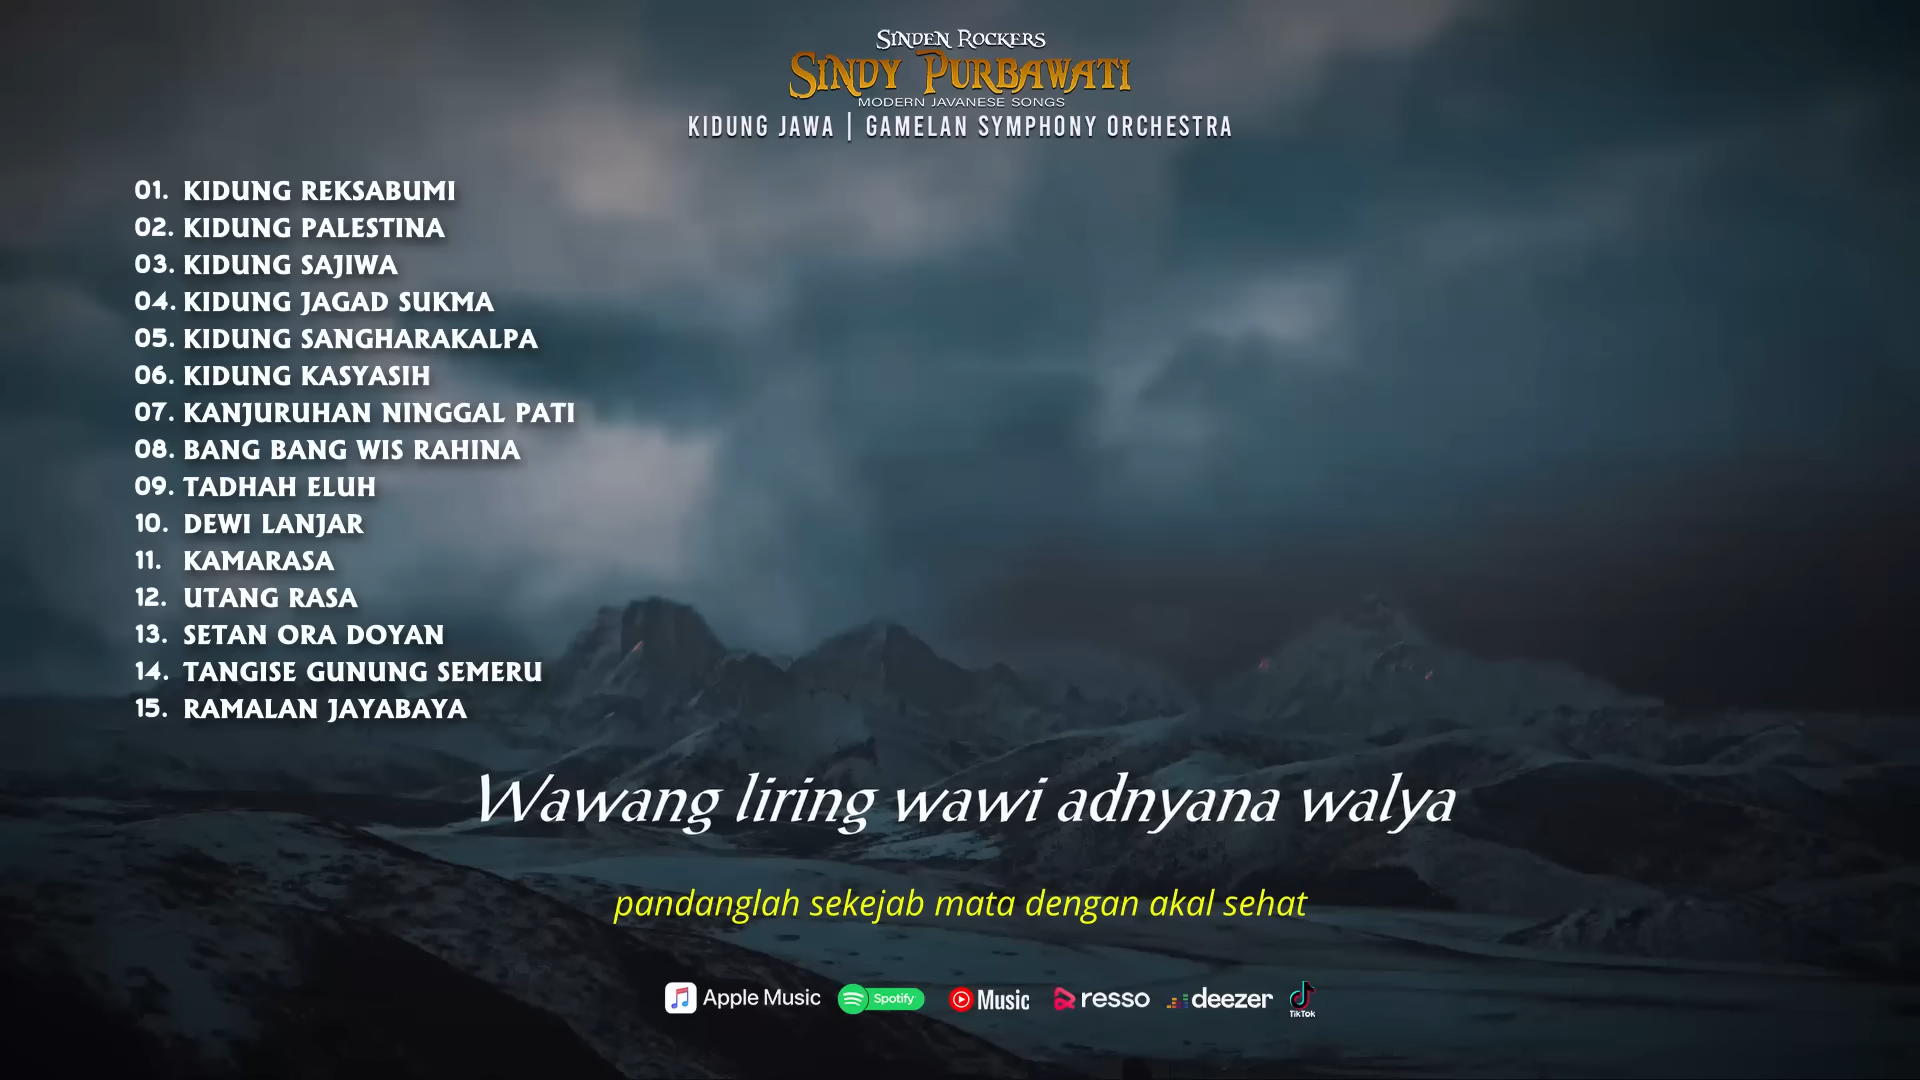 SINDEN ROCKERS
SINDY PURBAWATI
MODERN JAVANESE SONGS
KIDUNG JAWA | GAMELAN SYMPHONY ORCHESTRA
01. KIDUNG REKSABUMI
02. KIDUNG PALESTINA
03. KIDUNG SAJIWA
04. KIDUNG JAGAD SUKMA
05. KIDUNG SANGHARAKALPA
06. KIDUNG KASYASIH
07. KANJURUHAN NINGGAL PATI
08. BANG BANG WIS RAHINA
09. TADHAH ELUH
10. DEWI LANJAR
11. KAMARASA
12. UTANG RASA
13. SETAN ORA DOYAN
14. TANGISE GUNUNG SEMERU
15. RAMALAN JAYABAYA
Wawang liring wawi adnyana walya
pandanglah sekejab mata dengan akal sehat
Apple Music Spotify Music resso deezer TikTok